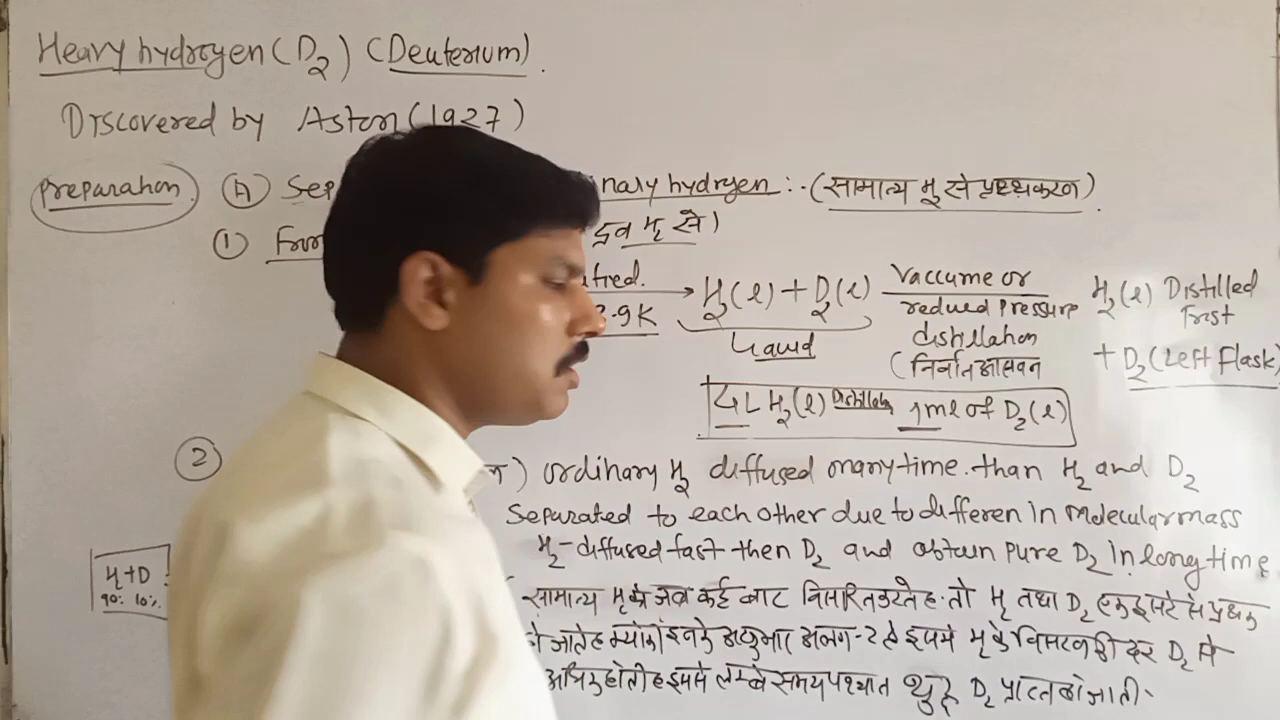 Heavy hydrogen (D2) (Deuterium).
Discovered by Aston (1927)
Preparation (A) Sep nary hydrogen :- (सामान्य H2 से पृथ्थकरण)
① From द्रव H2 से)
fied. H2(l) + D2(l) Vaccume or H2(l) Distilled
.9K reduced pressure First
Liquid distillation + D2 (Left Flask)
(निर्वात आसवन
4L H2(l) Distillation 1ml of D2(l)
② न ) ordinary H2 diffused many time. than H2 and D2
Separated to each other due to differen in molecular mass
H2 - diffused fast then D2 and obtain pure D2 in long time
H2+D
90% 10%
सामान्य H2 को जब कई बार विसरित करते है. तो H2 तथा D2 एक दूसरे से पृथक
हो जाते है क्योंकि इनके अणुभार अलग-2 है इसमे H2 के विसरण की दर D2 से
अधिक होती है इसमे लम्बे समय पश्चात शुद्ध D2 प्राप्त हो जाती.